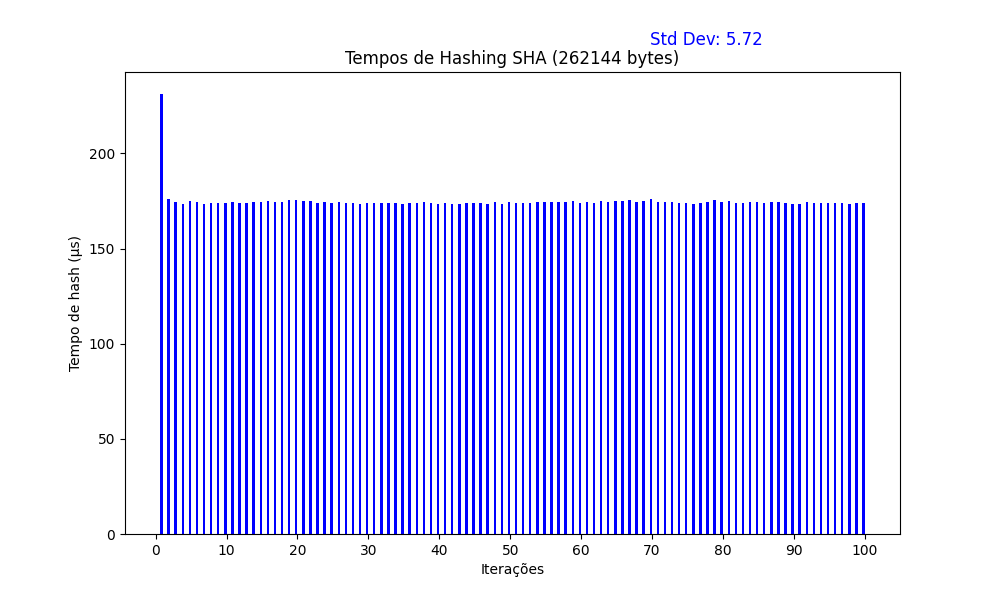 Std Dev: 5.72
Tempos de Hashing SHA (262144 bytes)
Tempo de hash (µs)
200
150
100
50
0
0 10 20 30 40 50 60 70 80 90 100
Iterações